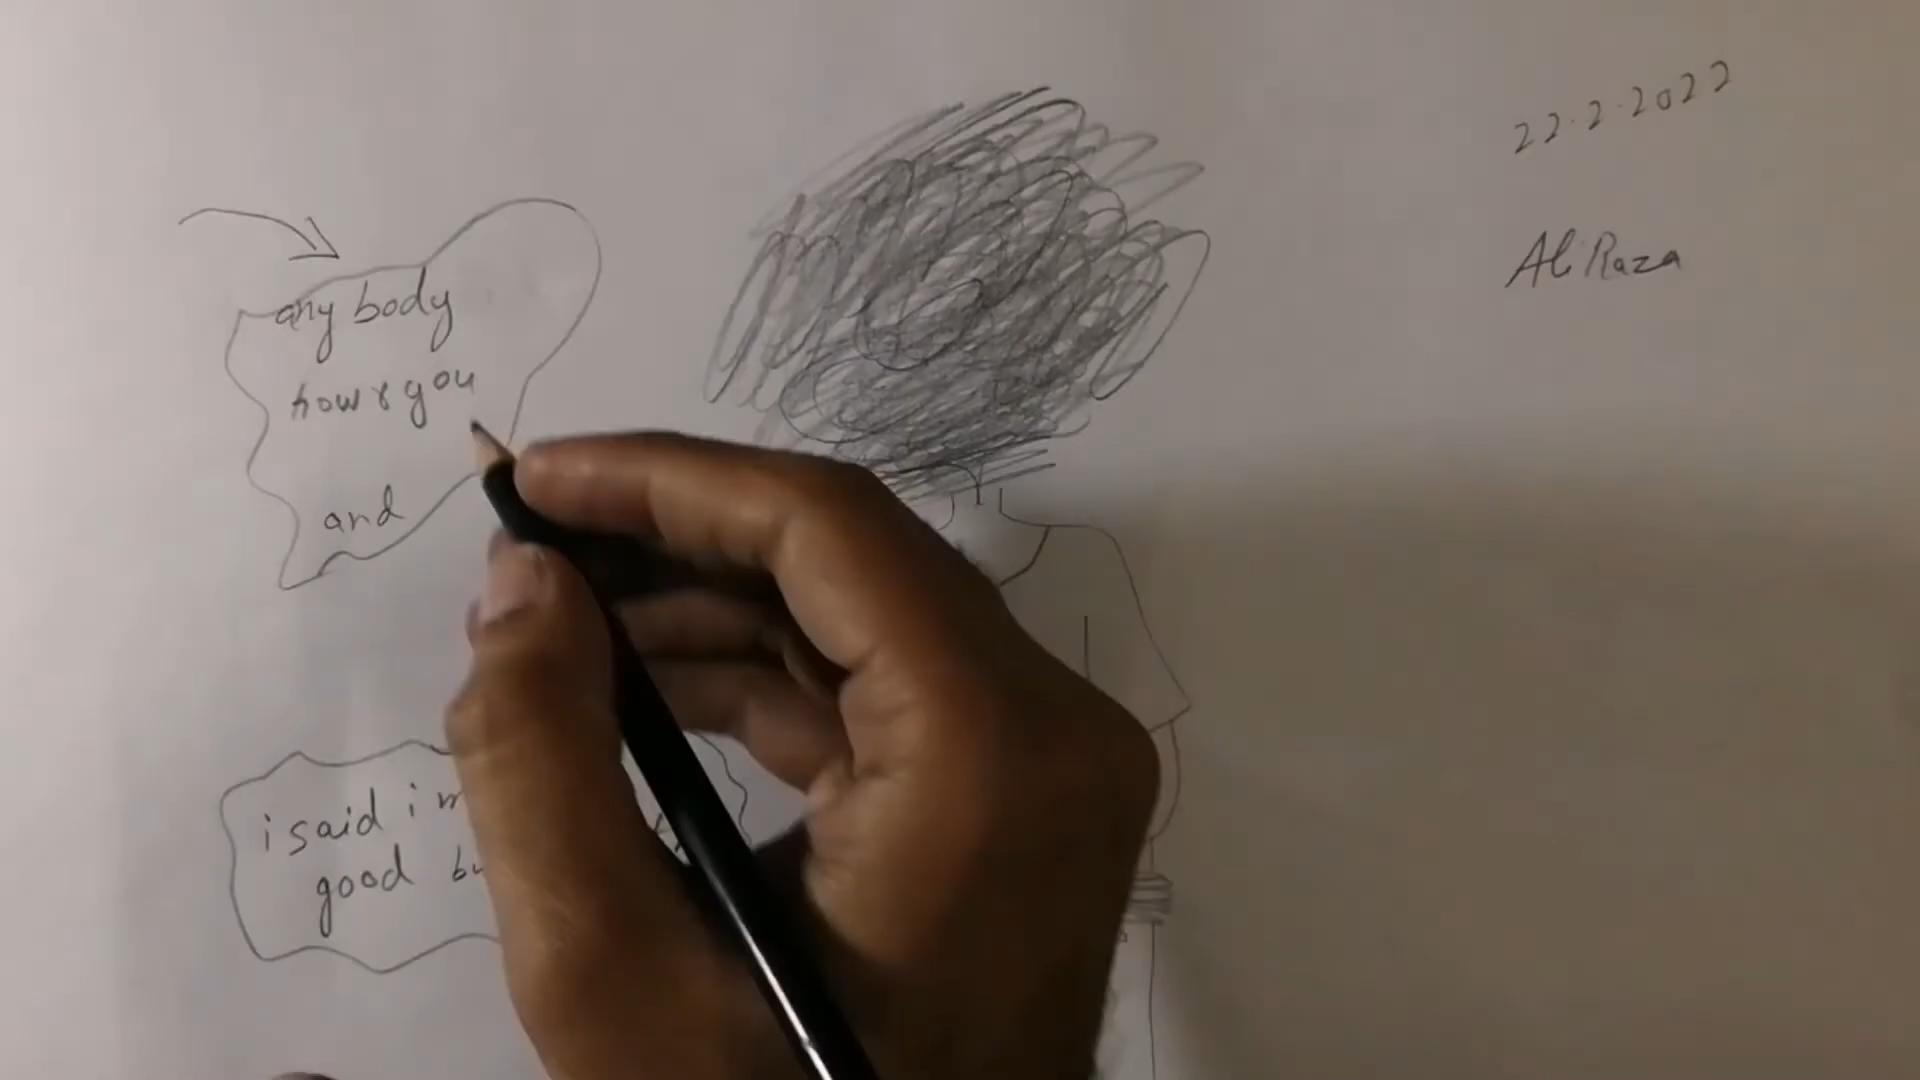 22.2.2022
Ali Raza
any body
how r you
and
i said i m
good